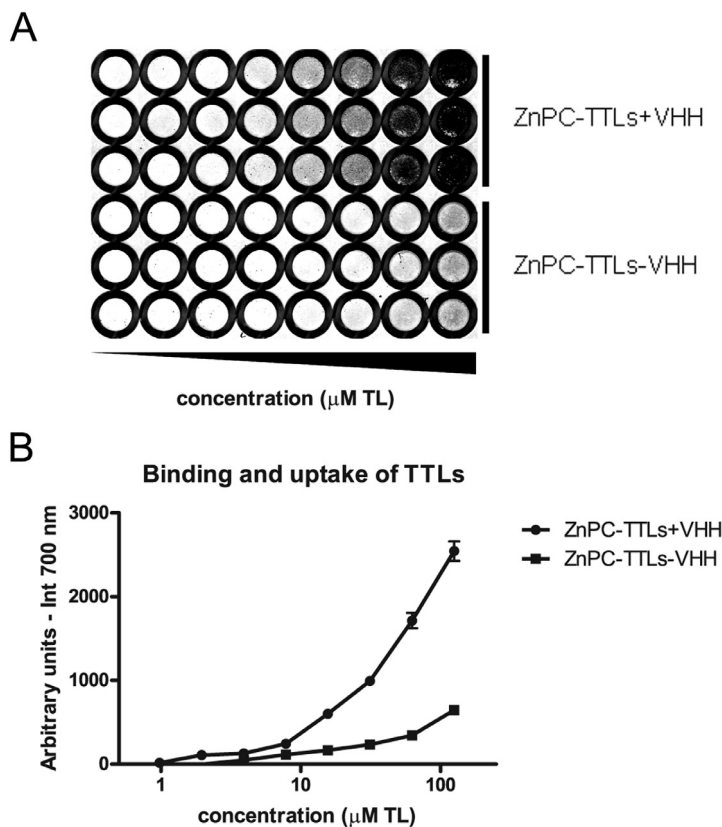 A
ZnPC-TTLs+VHH
ZnPC-TTLs-VHH
concentration (μM TL)
B
Binding and uptake of TTLs
3000
2000
1000
0
Arbitrary units - Int 700 nm
1
10
100
concentration (μM TL)
ZnPC-TTLs+VHH
ZnPC-TTLs-VHH